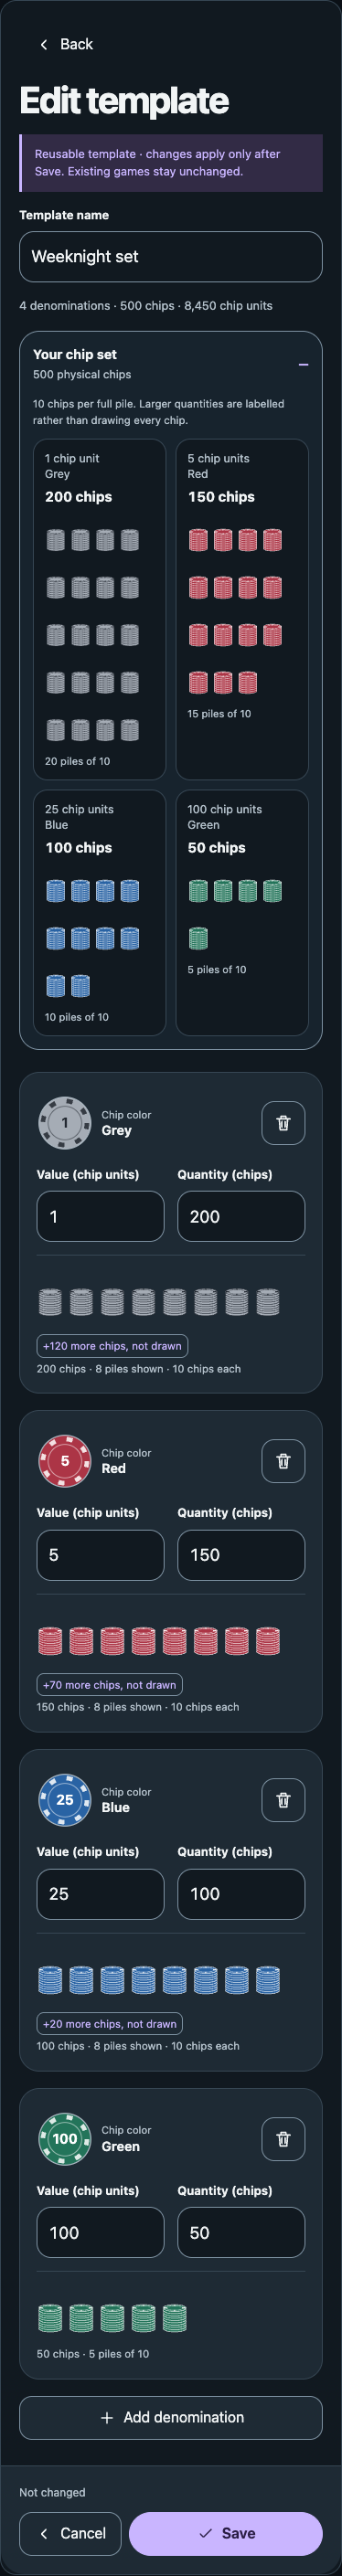 Back
Edit template
Reusable template · changes apply only after
Save. Existing games stay unchanged.
Template name
Weeknight set
4 denominations · 500 chips · 8,450 chip units
Your chip set
500 physical chips
10 chips per full pile. Larger quantities are labelled
rather than drawing every chip.
1 chip unit
Grey
200 chips
20 piles of 10
5 chip units
Red
150 chips
15 piles of 10
25 chip units
Blue
100 chips
10 piles of 10
100 chip units
Green
50 chips
5 piles of 10
1
Chip color
Grey
Value (chip units) Quantity (chips)
1 200
+120 more chips, not drawn
200 chips · 8 piles shown · 10 chips each
5
Chip color
Red
Value (chip units) Quantity (chips)
5 150
+70 more chips, not drawn
150 chips · 8 piles shown · 10 chips each
25
Chip color
Blue
Value (chip units) Quantity (chips)
25 100
+20 more chips, not drawn
100 chips · 8 piles shown · 10 chips each
100
Chip color
Green
Value (chip units) Quantity (chips)
100 50
50 chips · 5 piles of 10
Add denomination
Not changed
Cancel Save